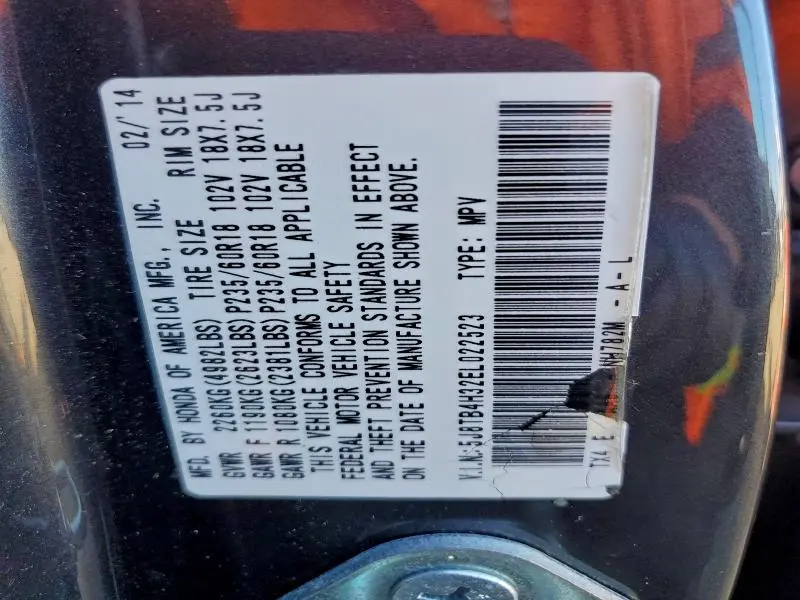 MFD. BY HONDA OF AMERICA MFG., INC. 02/'14
GVWR 2260KG(4982LBS) TIRE SIZE RIM SIZE
GAWR F 1190KG(2623LBS)P235/60R18 102V 18X7.5J
GAWR R 1080KG(2381LBS)P235/60R18 102V 18X7.5J
THIS VEHICLE CONFORMS TO ALL APPLICABLE
FEDERAL MOTOR VEHICLE SAFETY
AND THEFT PREVENTION STANDARDS IN EFFECT
ON THE DATE OF MANUFACTURE SHOWN ABOVE.
V.I.N.:5J8TB4H32EL022523 TYPE: MPV
TX4 E - A - L